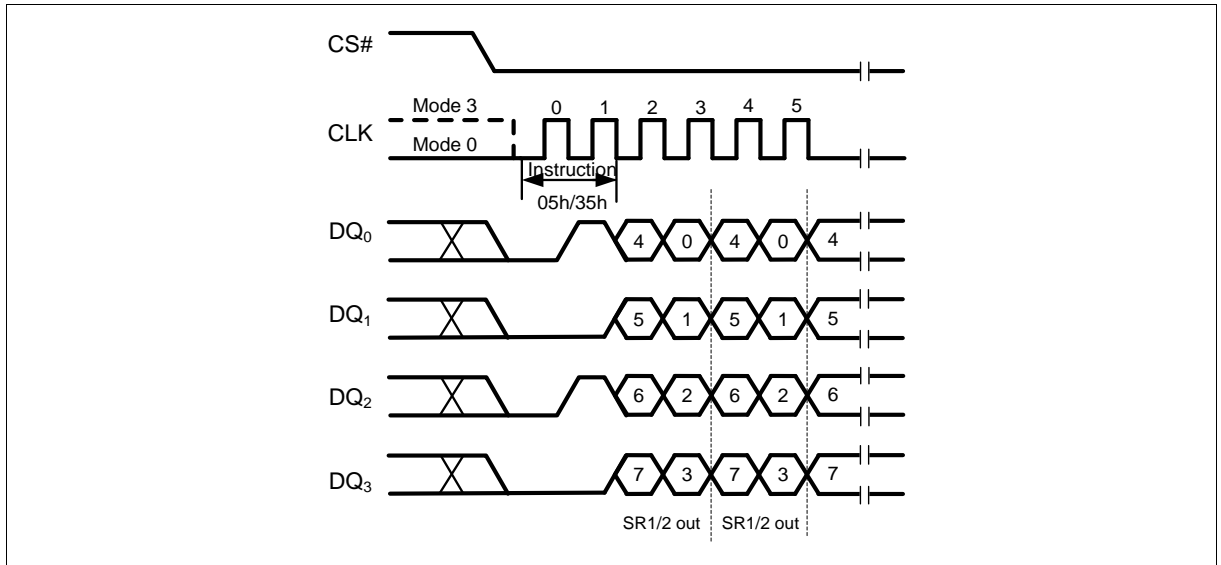 CS#
Mode 3
0 1 2 3 4 5
CLK
Mode 0
Instruction
05h/35h
DQ0 4 0 4 0 4
DQ1 5 1 5 1 5
DQ2 6 2 6 2 6
DQ3 7 3 7 3 7
SR1/2 out SR1/2 out